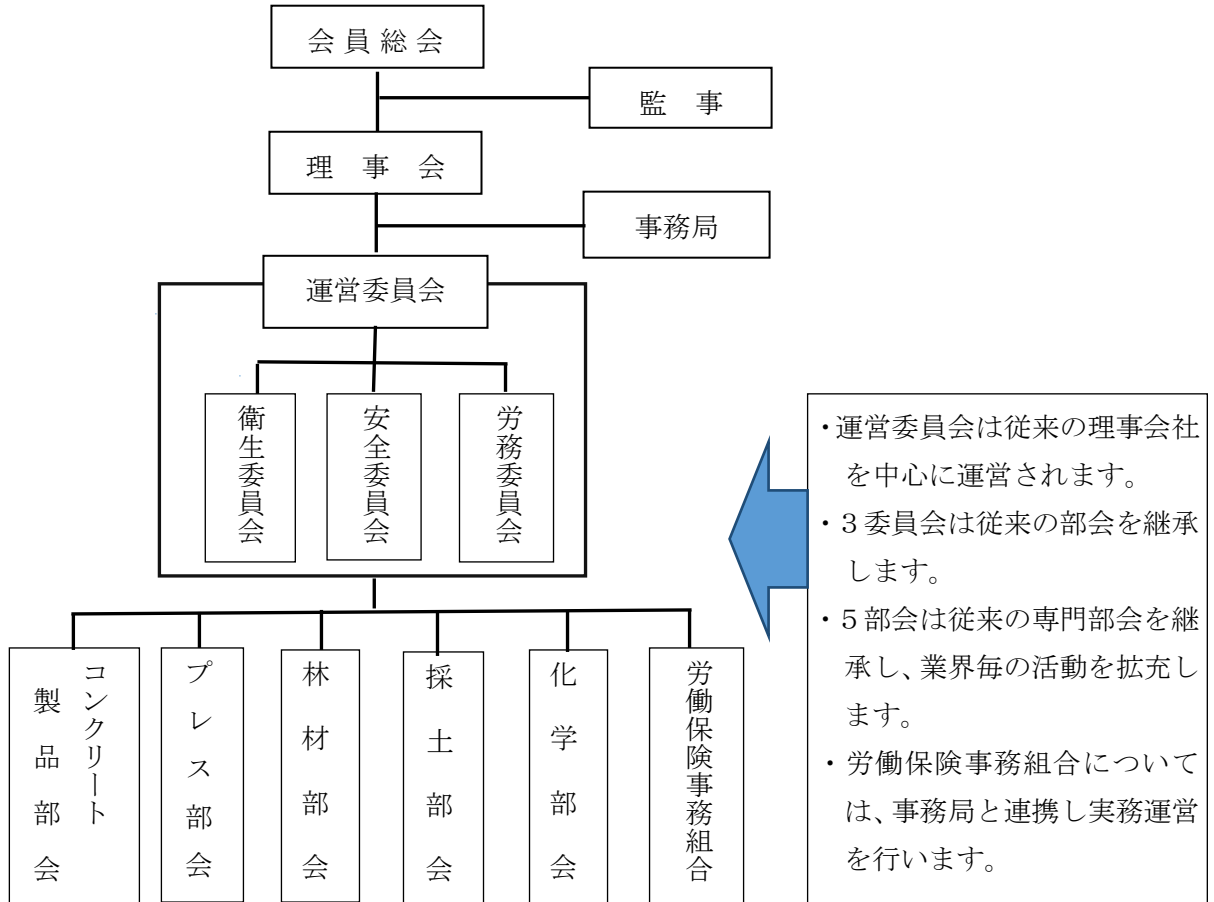 会員総会
監　事
理　事　会
事務局
運営委員会
衛生委員会
安全委員会
労務委員会
・運営委員会は従来の理事会社
を中心に運営されます。
・３委員会は従来の部会を継承
します。
・５部会は従来の専門部会を継
承し、業界毎の活動を拡充し
ます。
・労働保険事務組合について
は、事務局と連携し実務運営
を行います。
コンクリート
製品部会
プレス部会
林材部会
採土部会
化学部会
労働保険事務組合